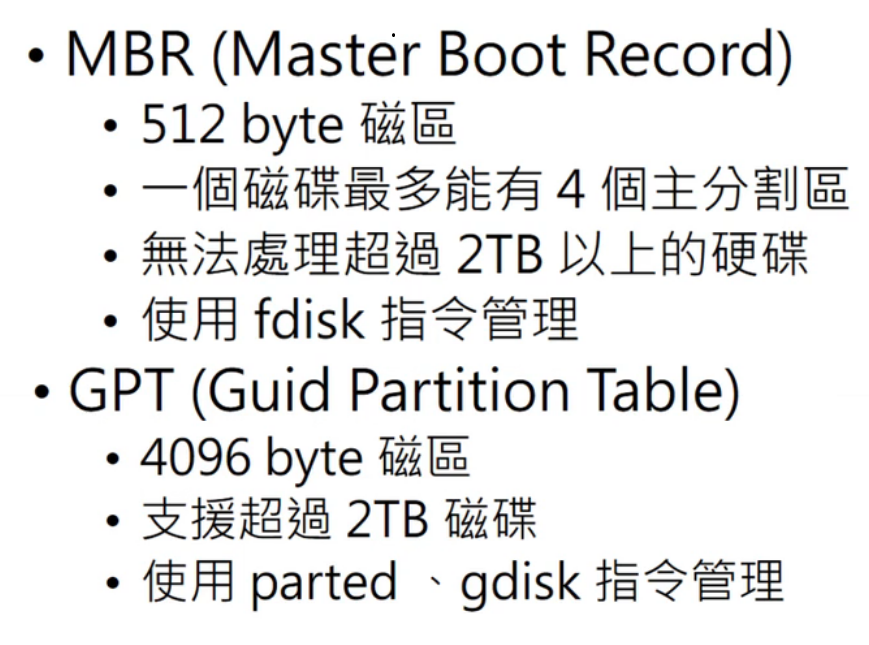 • MBR (Master Boot Record)
• 512 byte 磁區
• 一個磁碟最多能有 4 個主分割區
• 無法處理超過 2TB 以上的硬碟
• 使用 fdisk 指令管理
• GPT (Guid Partition Table)
• 4096 byte 磁區
• 支援超過 2TB 磁碟
• 使用 parted 、gdisk 指令管理